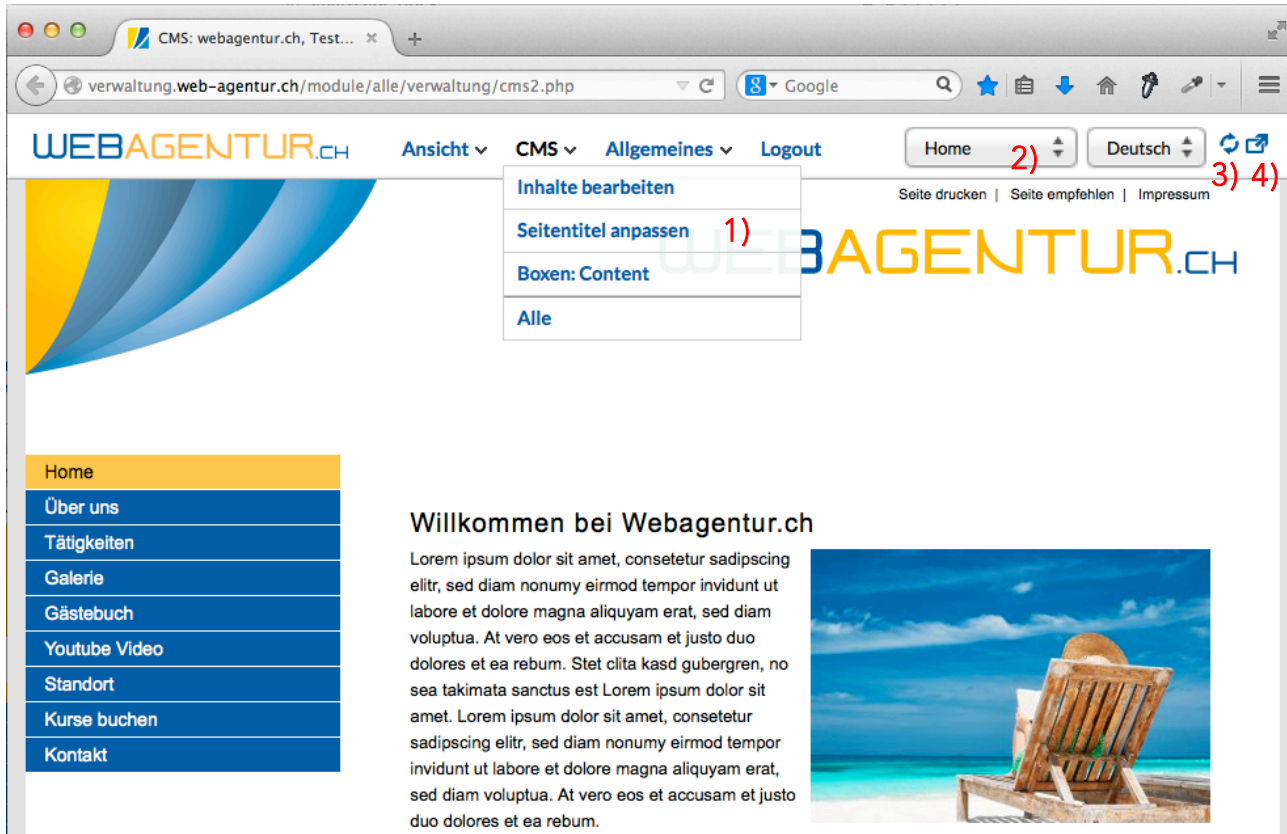 CMS: webagentur.ch, Test...
verwaltung.web-agentur.ch/module/alle/verwaltung/cms2.php
8 Google
WEBAGENTUR.CH
Ansicht CMS Allgemeines Logout
Home 2) Deutsch 3) 4)
Inhalte bearbeiten
Seitentitel anpassen 1)
Boxen: Content
Alle
Seite drucken | Seite empfehlen | Impressum
WEBAGENTUR.CH
Home
Über uns
Tätigkeiten
Galerie
Gästebuch
Youtube Video
Standort
Kurse buchen
Kontakt
Willkommen bei Webagentur.ch
Lorem ipsum dolor sit amet, consetetur sadipscing
elitr, sed diam nonumy eirmod tempor invidunt ut
labore et dolore magna aliquyam erat, sed diam
voluptua. At vero eos et accusam et justo duo
dolores et ea rebum. Stet clita kasd gubergren, no
sea takimata sanctus est Lorem ipsum dolor sit
amet. Lorem ipsum dolor sit amet, consetetur
sadipscing elitr, sed diam nonumy eirmod tempor
invidunt ut labore et dolore magna aliquyam erat,
sed diam voluptua. At vero eos et accusam et justo
duo dolores et ea rebum.